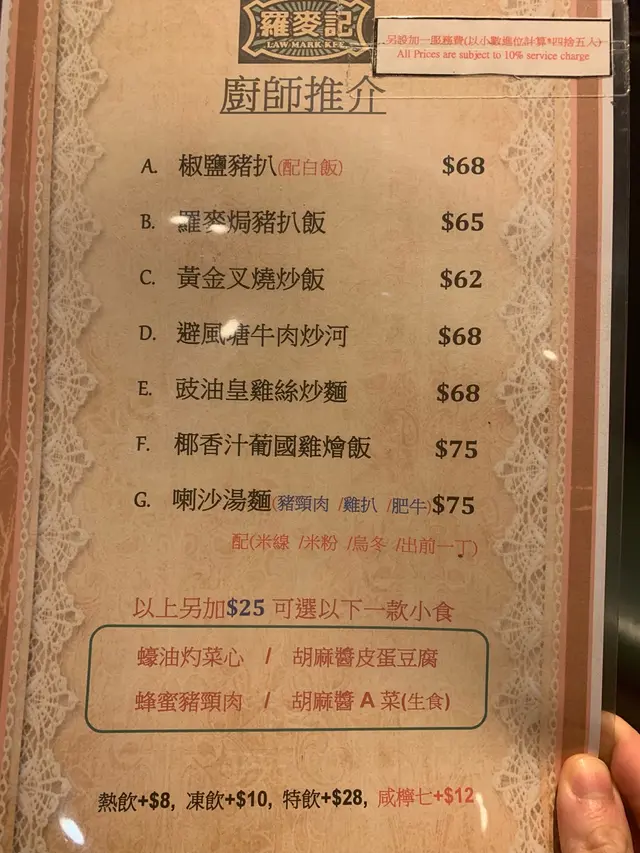 羅麥記
LAW MARK KEE
另設加一服務費(以小數進位計算*四捨五入)
All Prices are subject to 10% service charge
廚師推介
A. 椒鹽豬扒(配白飯) $68
B. 羅麥焗豬扒飯 $65
C. 黃金叉燒炒飯 $62
D. 避風塘牛肉炒河 $68
E. 豉油皇雞絲炒麵 $68
F. 椰香汁葡國雞燴飯 $75
G. 喇沙湯麵(豬頸肉 /雞扒 /肥牛) $75
配(米線 /米粉 /烏冬 /出前一丁)
以上另加$25 可選以下一款小食
蠔油灼菜心 / 胡麻醬皮蛋豆腐
蜂蜜豬頸肉 / 胡麻醬 A 菜(生食)
熱飲+$8, 凍飲+$10, 特飲+$28, 咸檸七+$12